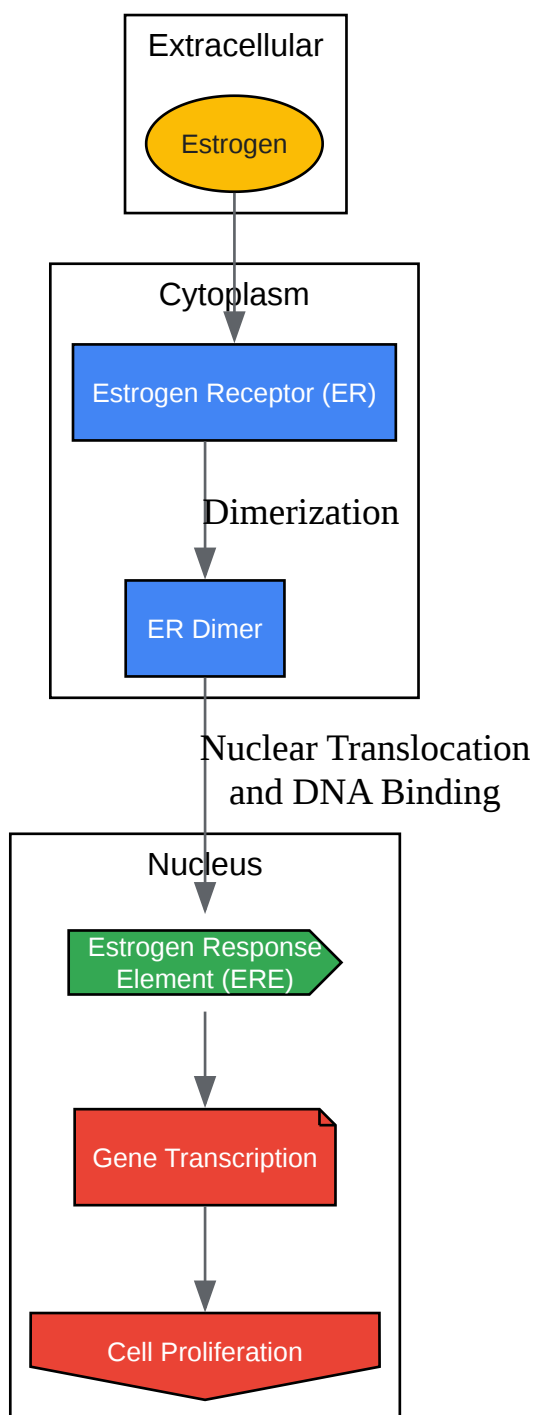 Extracellular
Estrogen
Cytoplasm
Estrogen Receptor (ER)
Dimerization
ER Dimer
Nuclear Translocation
and DNA Binding
Nucleus
Estrogen Response
Element (ERE)
Gene Transcription
Cell Proliferation